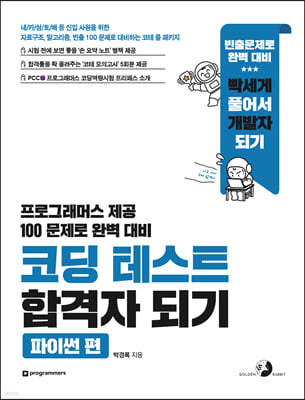 네/카/쿠/라/배 등 신입 사원을 위한
자료구조, 알고리즘, 빈출 100 문제로 대비하는 코테 풀 패키지
시험 전에 보면 좋을 '손 요약 노트' 별책 제공
합격률을 확 올려주는 '코테 모의고사' 5회분 제공
프로그래머스 코딩역량시험 프리패스 소개
빈출문제로
완벽 대비
★★★
빡세게
풀어서
개발자
되기
프로그래머스 제공
100 문제로 완벽 대비
코딩 테스트
합격자 되기
파이썬 편
박경록 지음
programmers
GOLDEN RABBIT